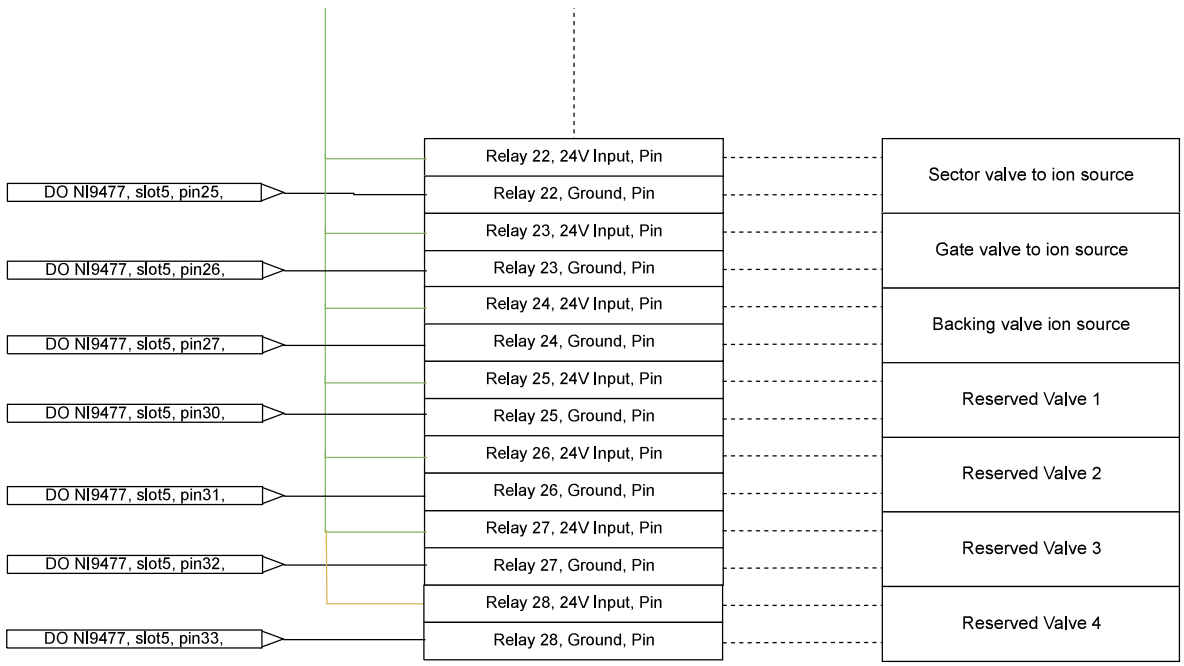 Relay 22, 24V Input, Pin
Sector valve to ion source
DO NI9477, slot5, pin25,
Relay 22, Ground, Pin
Relay 23, 24V Input, Pin
Gate valve to ion source
DO NI9477, slot5, pin26,
Relay 23, Ground, Pin
Relay 24, 24V Input, Pin
Backing valve ion source
DO NI9477, slot5, pin27,
Relay 24, Ground, Pin
Relay 25, 24V Input, Pin
Reserved Valve 1
DO NI9477, slot5, pin30,
Relay 25, Ground, Pin
Relay 26, 24V Input, Pin
Reserved Valve 2
DO NI9477, slot5, pin31,
Relay 26, Ground, Pin
Relay 27, 24V Input, Pin
Reserved Valve 3
DO NI9477, slot5, pin32,
Relay 27, Ground, Pin
Relay 28, 24V Input, Pin
Reserved Valve 4
DO NI9477, slot5, pin33,
Relay 28, Ground, Pin